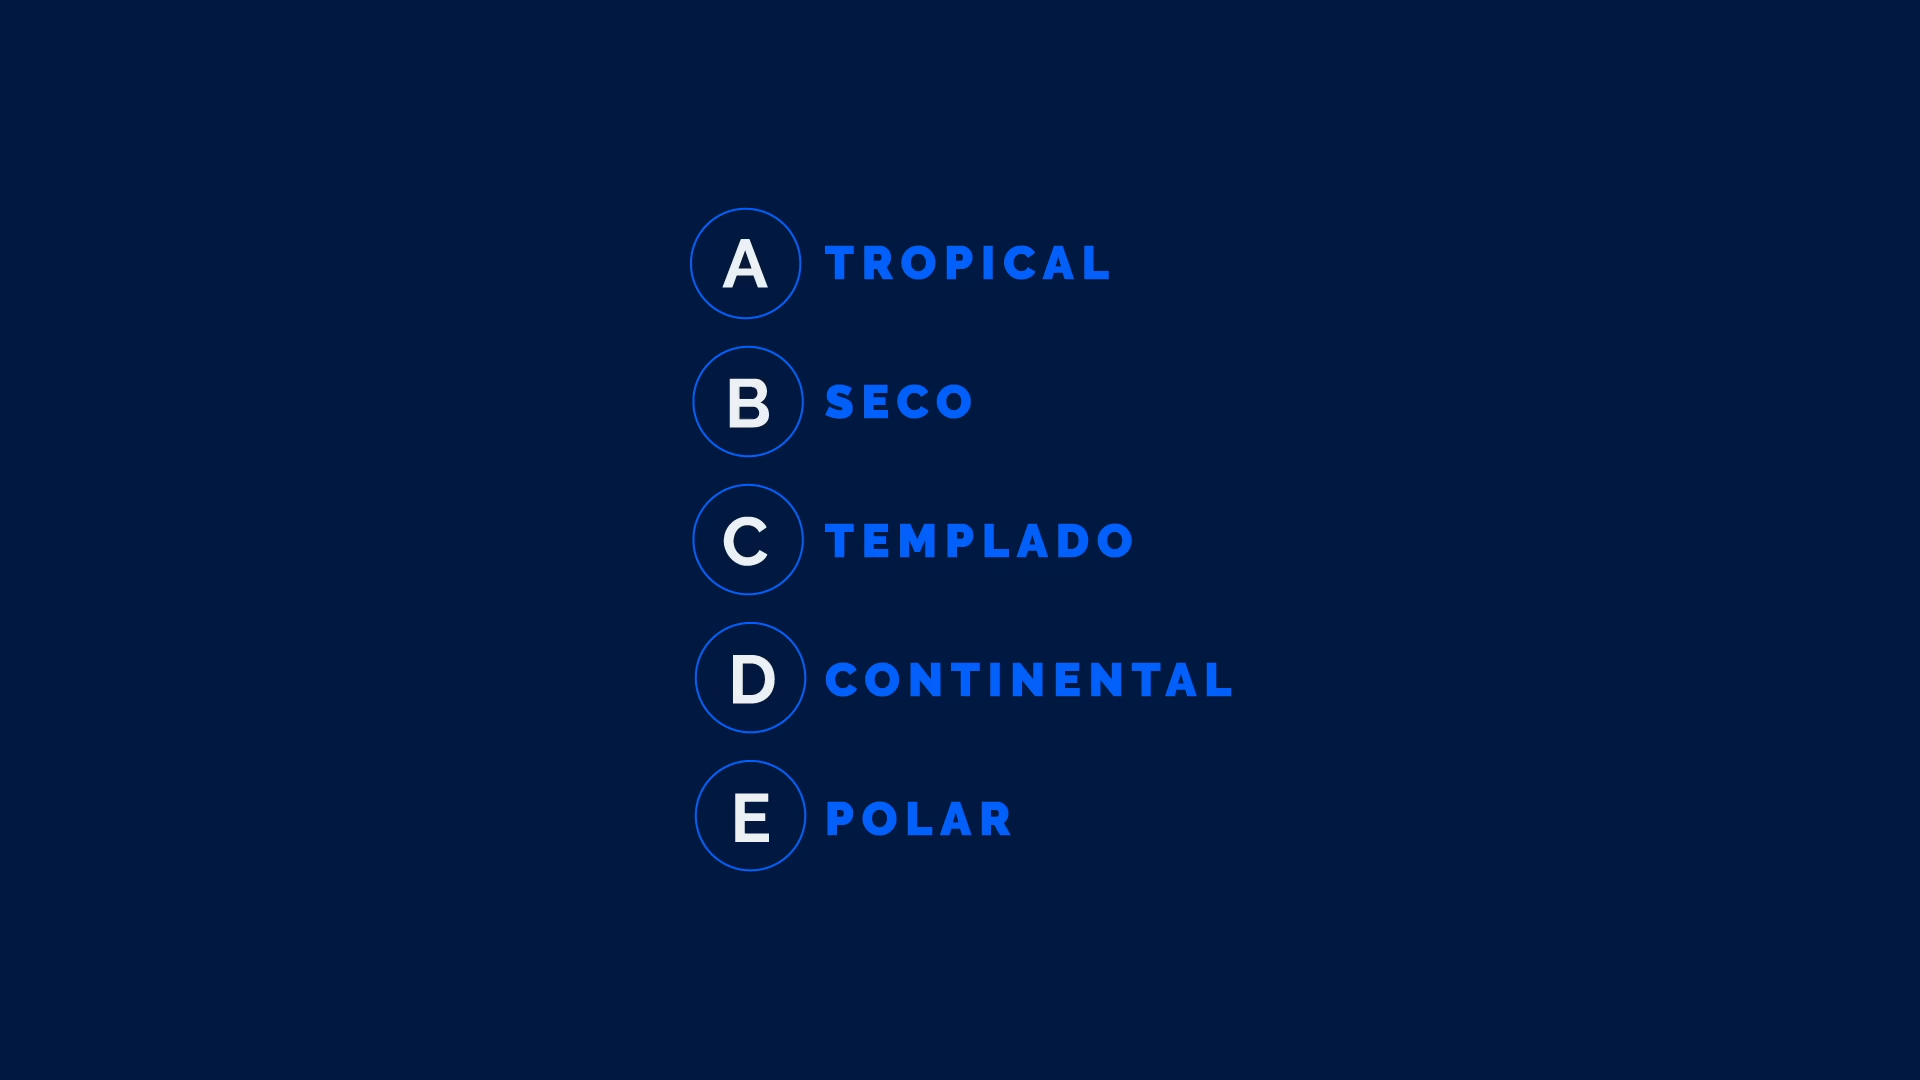 A TROPICAL
B SECO
C TEMPLADO
D CONTINENTAL
E POLAR